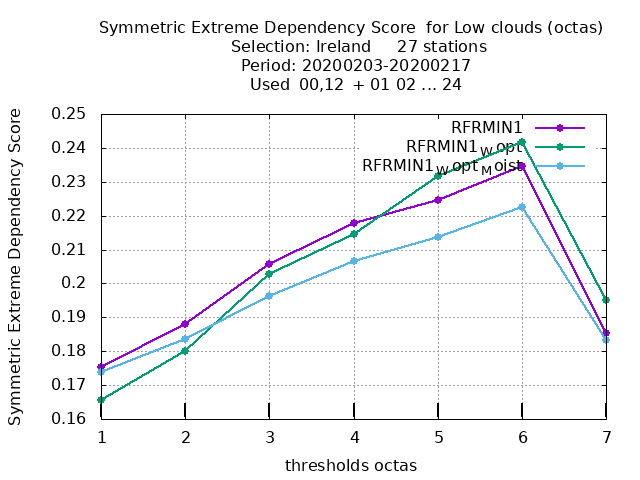 Symmetric Extreme Dependency Score for Low clouds (octas)
Selection: Ireland 27 stations
Period: 20200203-20200217
Used 00,12 + 01 02 ... 24
Symmetric Extreme Dependency Score
0.25
0.24
0.23
0.22
0.21
0.2
0.19
0.18
0.17
0.16
RFRMIN1
RFRMIN1Wopt
RFRMIN1WoptMoist
1 2 3 4 5 6 7
thresholds octas